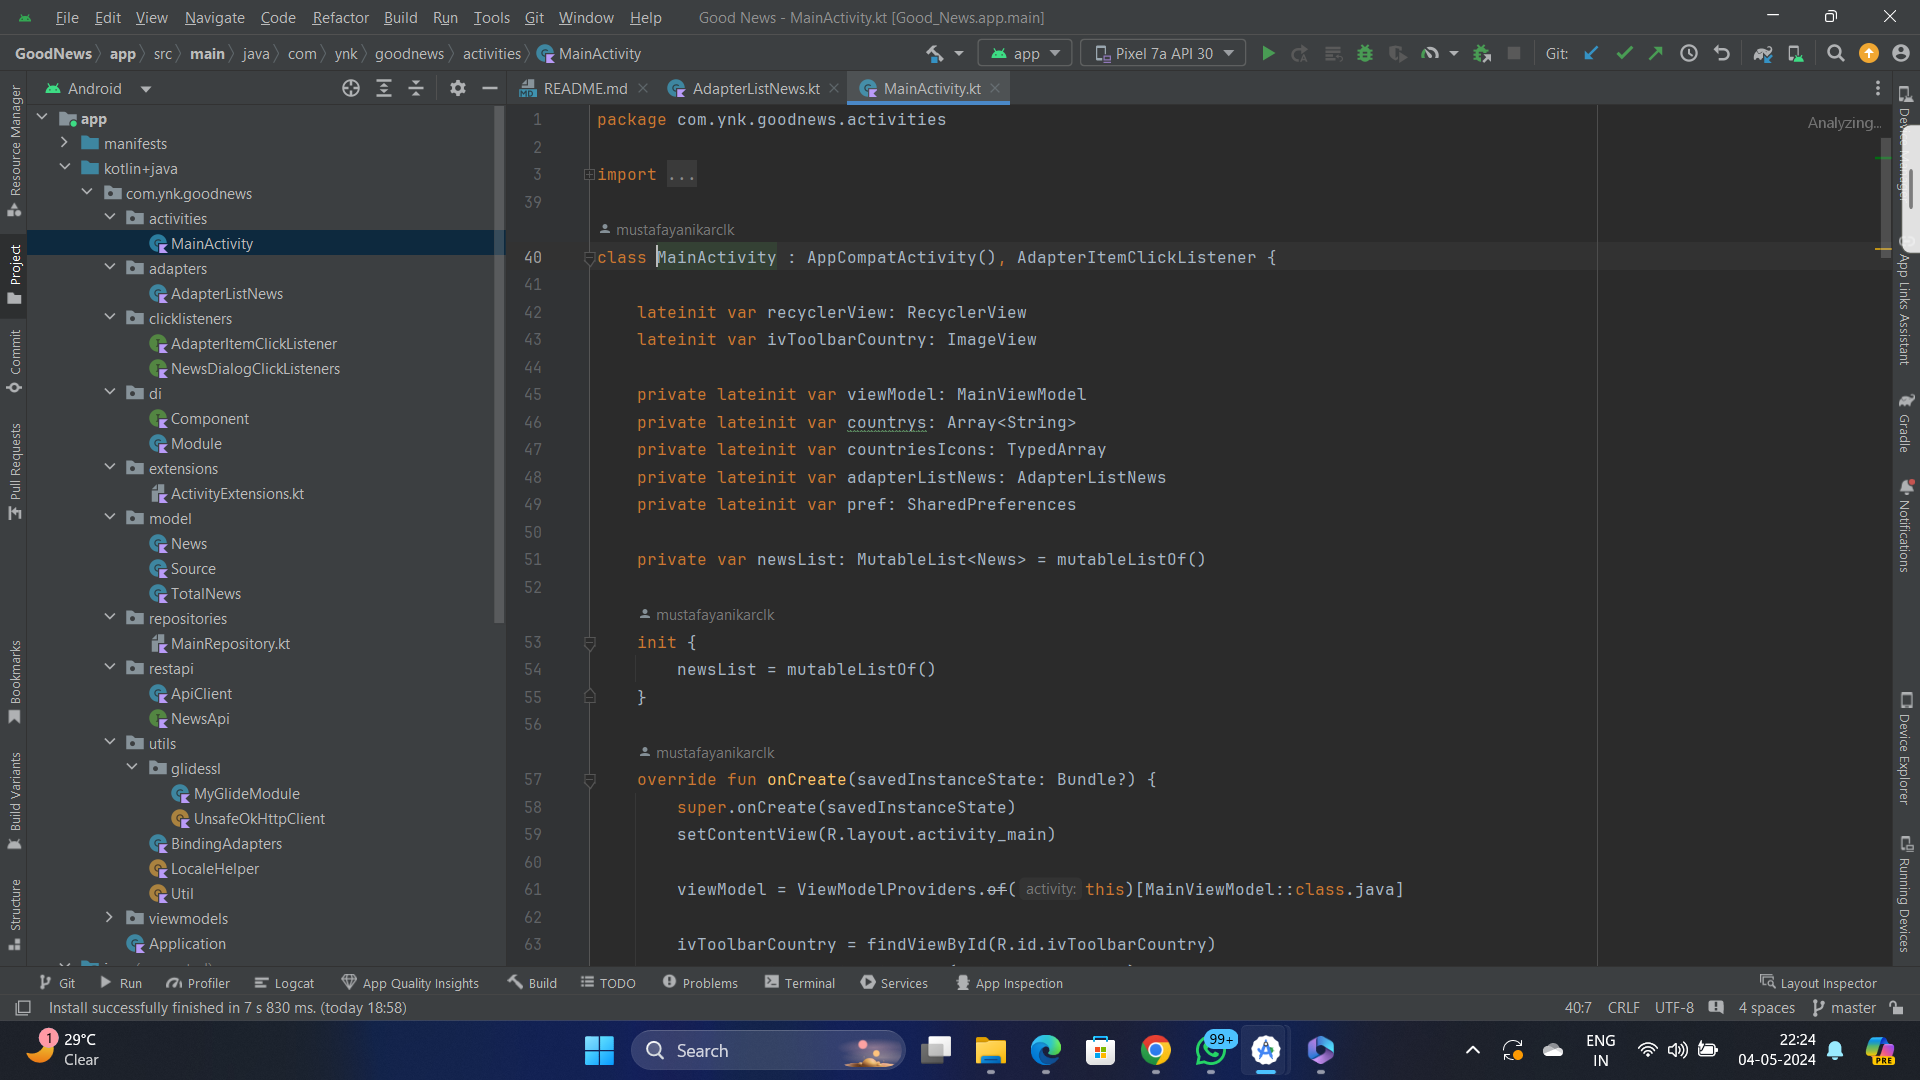 File Edit View Navigate Code Refactor Build Run Tools Git Window Help Good News - MainActivity.kt [Good_News.app.main]
GoodNews app src main java com ynk goodnews activities MainActivity app Pixel 7a API 30 Git:
Android README.md AdapterListNews.kt MainActivity.kt
Resource Manager
Project
Commit
Pull Requests
Bookmarks
Build Variants
Structure
app
manifests
kotlin+java
com.ynk.goodnews
activities
MainActivity
adapters
AdapterListNews
clicklisteners
AdapterItemClickListener
NewsDialogClickListeners
di
Component
Module
extensions
ActivityExtensions.kt
model
News
Source
TotalNews
repositories
MainRepository.kt
restapi
ApiClient
NewsApi
utils
glidessl
MyGlideModule
UnsafeOkHttpClient
BindingAdapters
LocaleHelper
Util
viewmodels
Application
Analyzing...
1 package com.ynk.goodnews.activities
2
3 import ...
39
mustafayanikarclk
40 class MainActivity : AppCompatActivity(), AdapterItemClickListener {
41
42 lateinit var recyclerView: RecyclerView
43 lateinit var ivToolbarCountry: ImageView
44
45 private lateinit var viewModel: MainViewModel
46 private lateinit var countrys: Array<String>
47 private lateinit var countriesIcons: TypedArray
48 private lateinit var adapterListNews: AdapterListNews
49 private lateinit var pref: SharedPreferences
50
51 private var newsList: MutableList<News> = mutableListOf()
52
mustafayanikarclk
53 init {
54 newsList = mutableListOf()
55 }
56
mustafayanikarclk
57 override fun onCreate(savedInstanceState: Bundle?) {
58 super.onCreate(savedInstanceState)
59 setContentView(R.layout.activity_main)
60
61 viewModel = ViewModelProviders.of( activity: this)[MainViewModel::class.java]
62
63 ivToolbarCountry = findViewById(R.id.ivToolbarCountry)
App Links Assistant
Gradle
Notifications
Device Explorer
Running Devices
Git Run Profiler Logcat App Quality Insights Build TODO Problems Terminal Services App Inspection Layout Inspector
Install successfully finished in 7 s 830 ms. (today 18:58) 40:7 CRLF UTF-8 4 spaces master
1 29°C
Clear
Search
99+
ENG
IN
22:24
04-05-2024
PRE